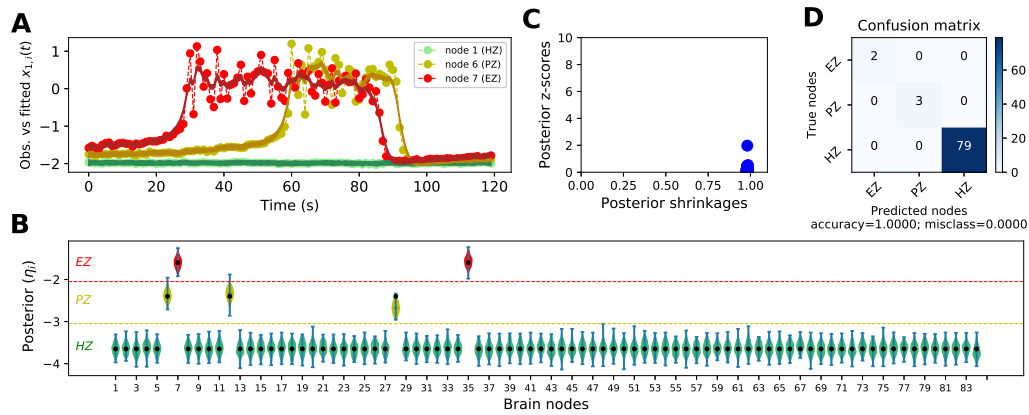 A
Obs. vs fitted x₁,ᵢ(t)
1
0
−1
−2
0
20
40
60
80
100
120
Time (s)
node 1 (HZ)
node 6 (PZ)
node 7 (EZ)
C
Posterior z-scores
10
8
6
4
2
0
0.00 0.25 0.50 0.75 1.00
Posterior shrinkages
D
Confusion matrix
True nodes
EZ
PZ
HZ
2 0 0
0 3 0
0 0 79
EZ PZ HZ
Predicted nodes
accuracy=1.0000; misclass=0.0000
60
40
20
0
B
Posterior (ηᵢ)
−2
−3
−4
EZ
PZ
HZ
1 3 5 7 9 11 13 15 17 19 21 23 25 27 29 31 33 35 37 39 41 43 45 47 49 51 53 55 57 59 61 63 65 67 69 71 73 75 77 79 81 83
Brain nodes